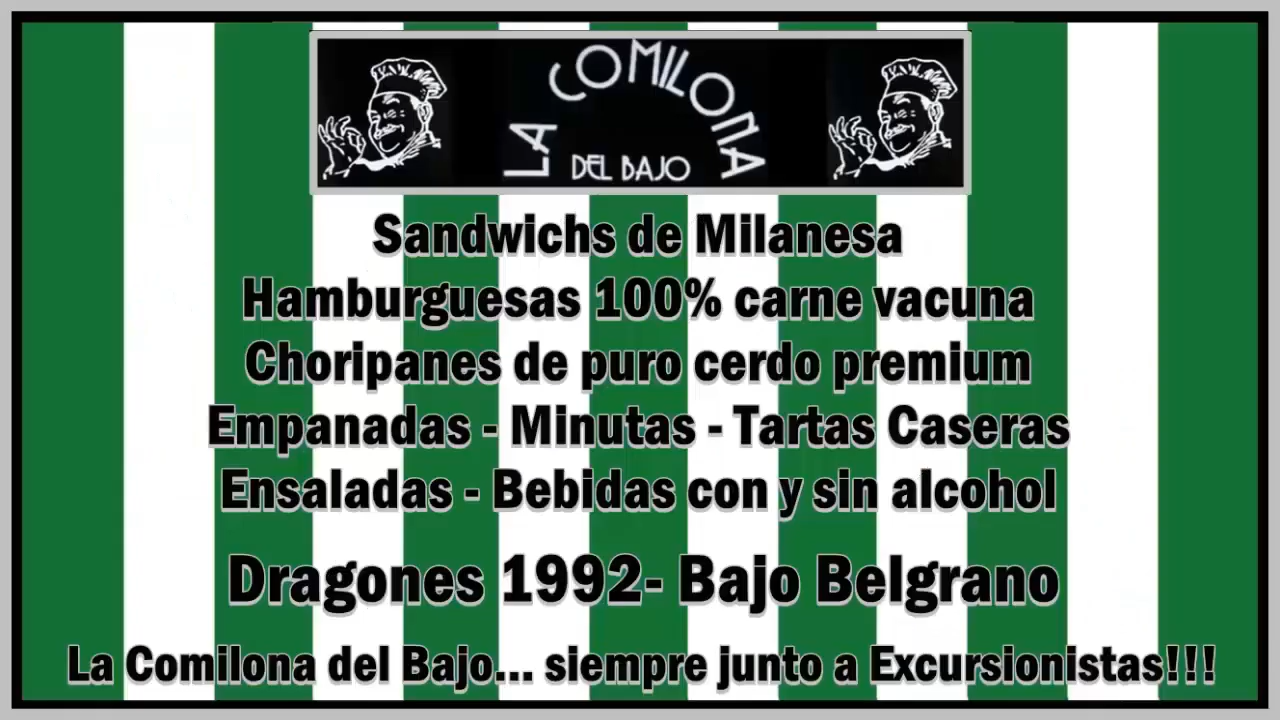 LA COMILONA
DEL BAJO
Sandwichs de Milanesa
Hamburguesas 100% carne vacuna
Choripanes de puro cerdo premium
Empanadas - Minutas - Tartas Caseras
Ensaladas - Bebidas con y sin alcohol
Dragones 1992- Bajo Belgrano
La Comilona del Bajo... siempre junto a Excursionistas!!!